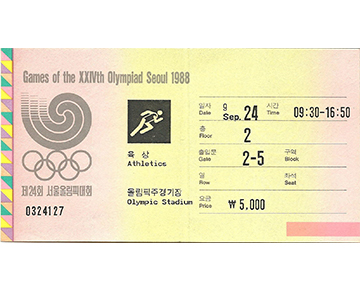 Games of the XXIVth Olympiad Seoul 1988
제24회 서울올림픽대회
0324127
육 상
Athletics
올림픽주경기장
Olympic Stadium
일자 Date 9 Sep. 24 시간 Time 09:30-16:50
층 Floor 2
출입문 Gate 2-5 구역 Block
열 Row 좌석 Seat
요금 Price ₩ 5,000